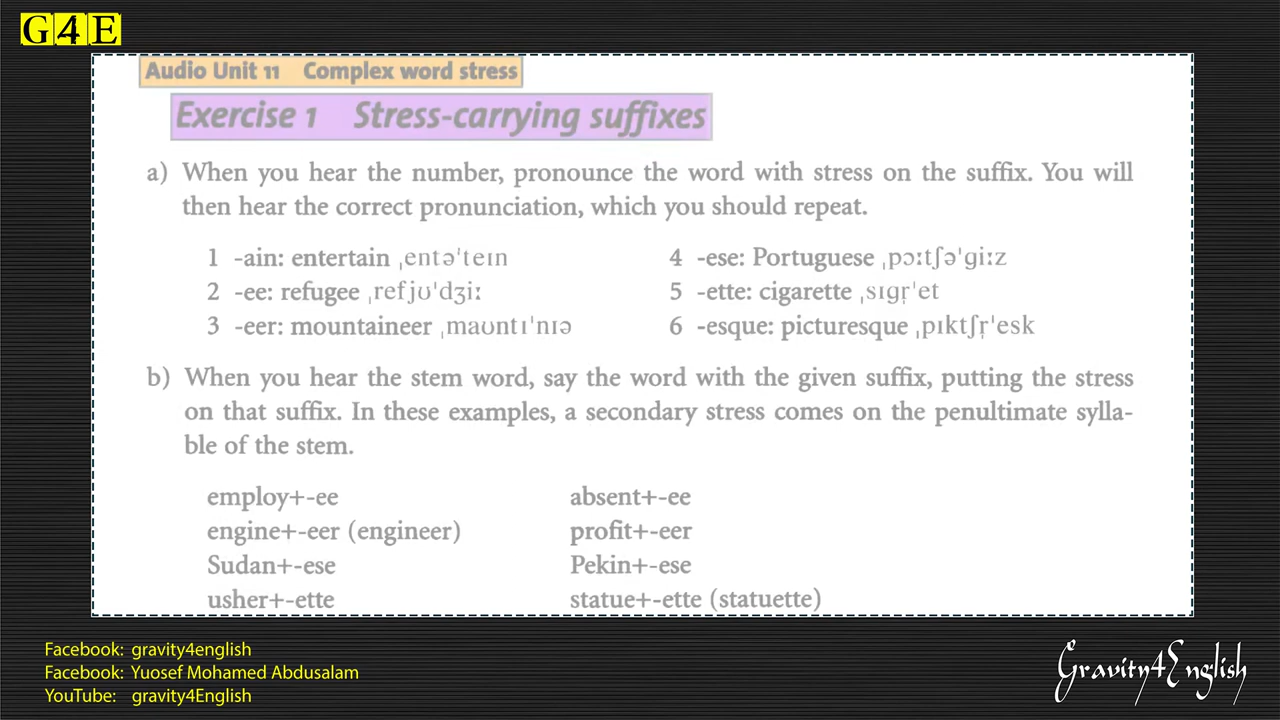 G4E
Audio Unit 11 Complex word stress
Exercise 1 Stress-carrying suffixes
a) When you hear the number, pronounce the word with stress on the suffix. You will
then hear the correct pronunciation, which you should repeat.
1 -ain: entertain ˌentəˈteɪn
4 -ese: Portuguese ˌpɔːtʃəˈɡiːz
2 -ee: refugee ˌrefjʊˈdʒiː
5 -ette: cigarette ˌsɪɡr̩ˈet
3 -eer: mountaineer ˌmaʊntɪˈnɪə
6 -esque: picturesque ˌpɪktʃr̩ˈesk
b) When you hear the stem word, say the word with the given suffix, putting the stress
on that suffix. In these examples, a secondary stress comes on the penultimate sylla-
ble of the stem.
employ+-ee
absent+-ee
engine+-eer (engineer)
profit+-eer
Sudan+-ese
Pekin+-ese
usher+-ette
statue+-ette (statuette)
Facebook: gravity4english
Facebook: Yuosef Mohamed Abdusalam
YouTube: gravity4English
Gravity4English